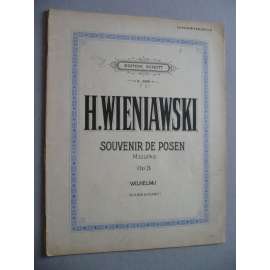 EDITION SCHOTT
H. WIENIAWSKI
SOUVENIR DE POSEN
Mazurka
Op. 3
WILHELMJ